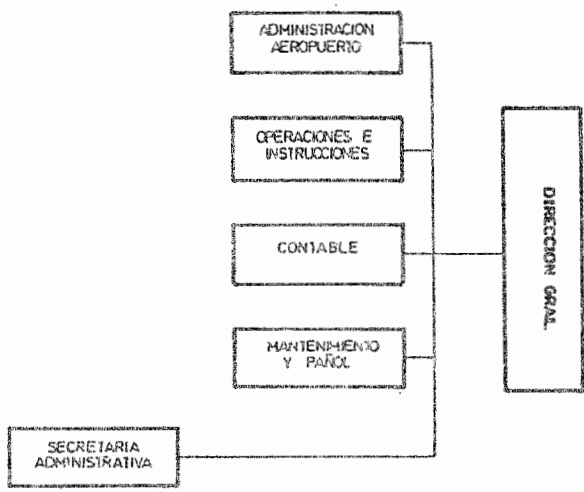 ADMINISTRACION
AEROPUERTO
OPERACIONES E
INSTRUCCIONES
CONTABLE
MANTENIMIENTO
Y PAÑOL
SECRETARIA
ADMINISTRATIVA
DIRECCION GRAL.